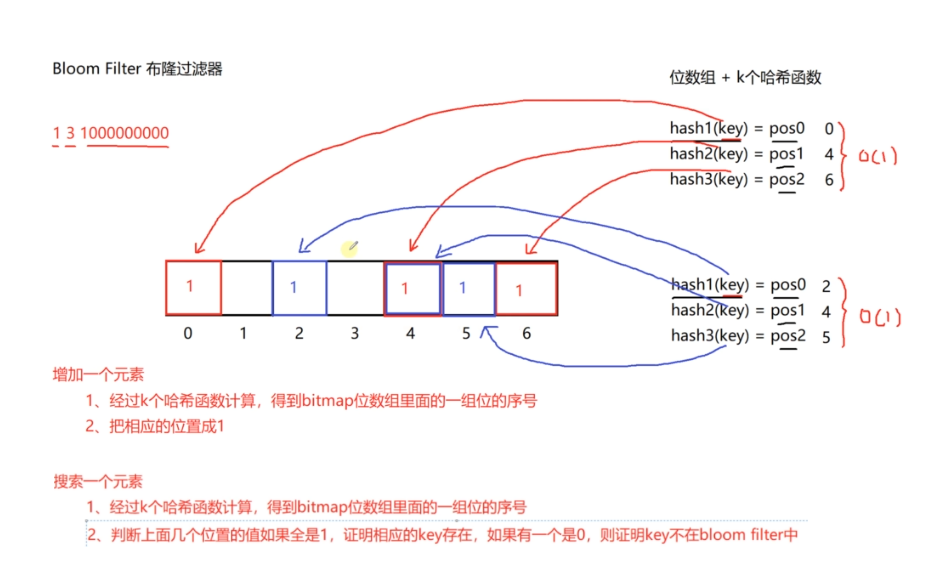 Bloom Filter 布隆过滤器
位数组 + k个哈希函数
1 3 1000000000
hash1(key) = pos0 0
hash2(key) = pos1 4
hash3(key) = pos2 6
O(1)
1 1 1 1 1
0 1 2 3 4 5 6
hash1(key) = pos0 2
hash2(key) = pos1 4
hash3(key) = pos2 5
O(1)
增加一个元素
1、经过k个哈希函数计算，得到bitmap位数组里面的一组位的序号
2、把相应的位置成1
搜索一个元素
1、经过k个哈希函数计算，得到bitmap位数组里面的一组位的序号
2、判断上面几个位置的值如果全是1，证明相应的key存在，如果有一个是0，则证明key不在bloom filter中